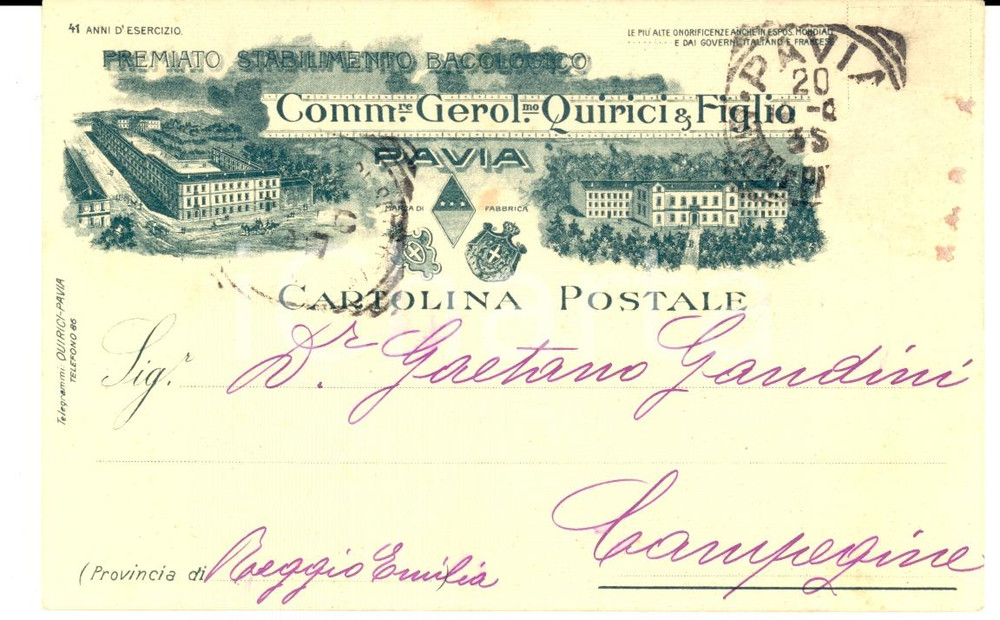 41 ANNI D'ESERCIZIO.
LE PIÙ ALTE ONORIFICENZE ANCHE IN ESPOS. MONDIALI
E DAI GOVERNI ITALIANO E FRANCESE
PREMIATO STABILIMENTO BACOLOGICO
Comm.re Gerol.mo Quirici & Figlio
PAVIA
MARCA DI FABBRICA
PAVIA
20
CARTOLINA POSTALE
Telegrammi: QUIRICI-PAVIA
TELEFONO 86
Sig.r Dr. Gaetano Gandini
Campegine
(Provincia di Reggio Emilia